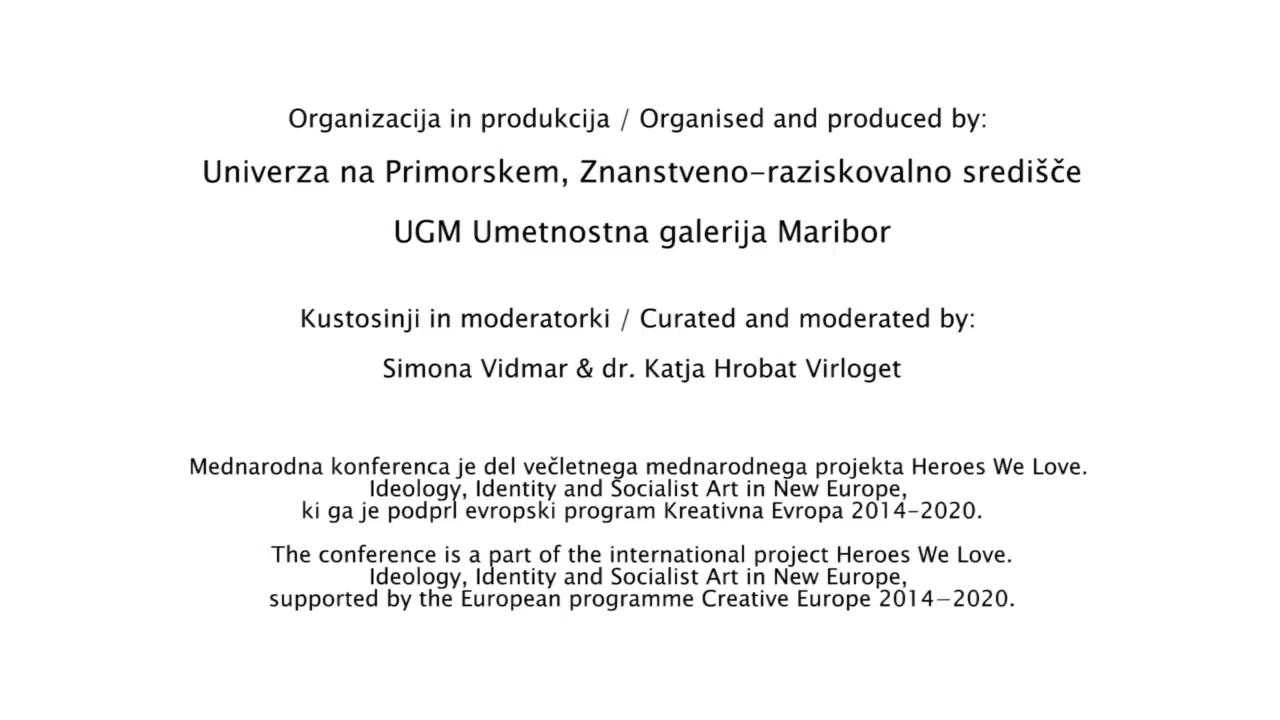 Organizacija in produkcija / Organised and produced by:
Univerza na Primorskem, Znanstveno-raziskovalno središče
UGM Umetnostna galerija Maribor
Kustosinji in moderatorki / Curated and moderated by:
Simona Vidmar & dr. Katja Hrobat Virloget
Mednarodna konferenca je del večletnega mednarodnega projekta Heroes We Love.
Ideology, Identity and Socialist Art in New Europe,
ki ga je podprl evropski program Kreativna Evropa 2014-2020.
The conference is a part of the international project Heroes We Love.
Ideology, Identity and Socialist Art in New Europe,
supported by the European programme Creative Europe 2014−2020.